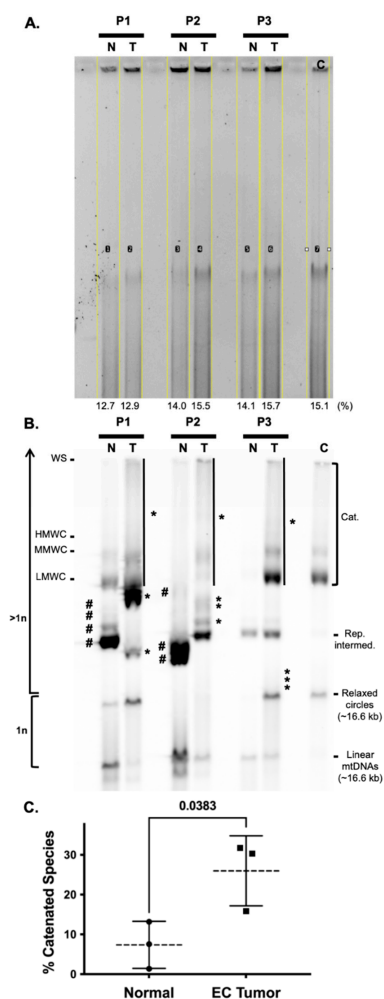 A.
P1 P2 P3
N T N T N T C
1 2 3 4 5 6 7
12.7 12.9 14.0 15.5 14.1 15.7 15.1 (%)
B.
P1 P2 P3
N T N T N T C
WS
* * * Cat.
HMWC
MMWC
LMWC
>1n
#
#
#
#
*
*
#
#
#
*
*
*
Rep.
intermed.
*
*
*
Relaxed
circles
(~16.6 kb)
1n
Linear
mtDNAs
(~16.6 kb)
C.
0.0383
% Catenated Species
30
20
10
0
Normal EC Tumor